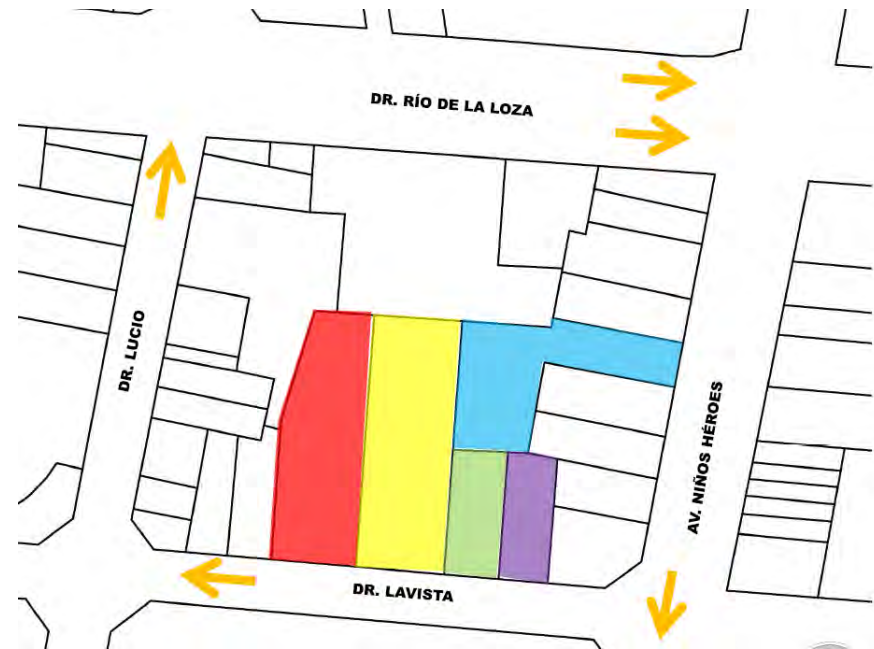 DR. RÍO DE LA LOZA
DR. LUCIO
AV. NIÑOS HÉROES
DR. LAVISTA